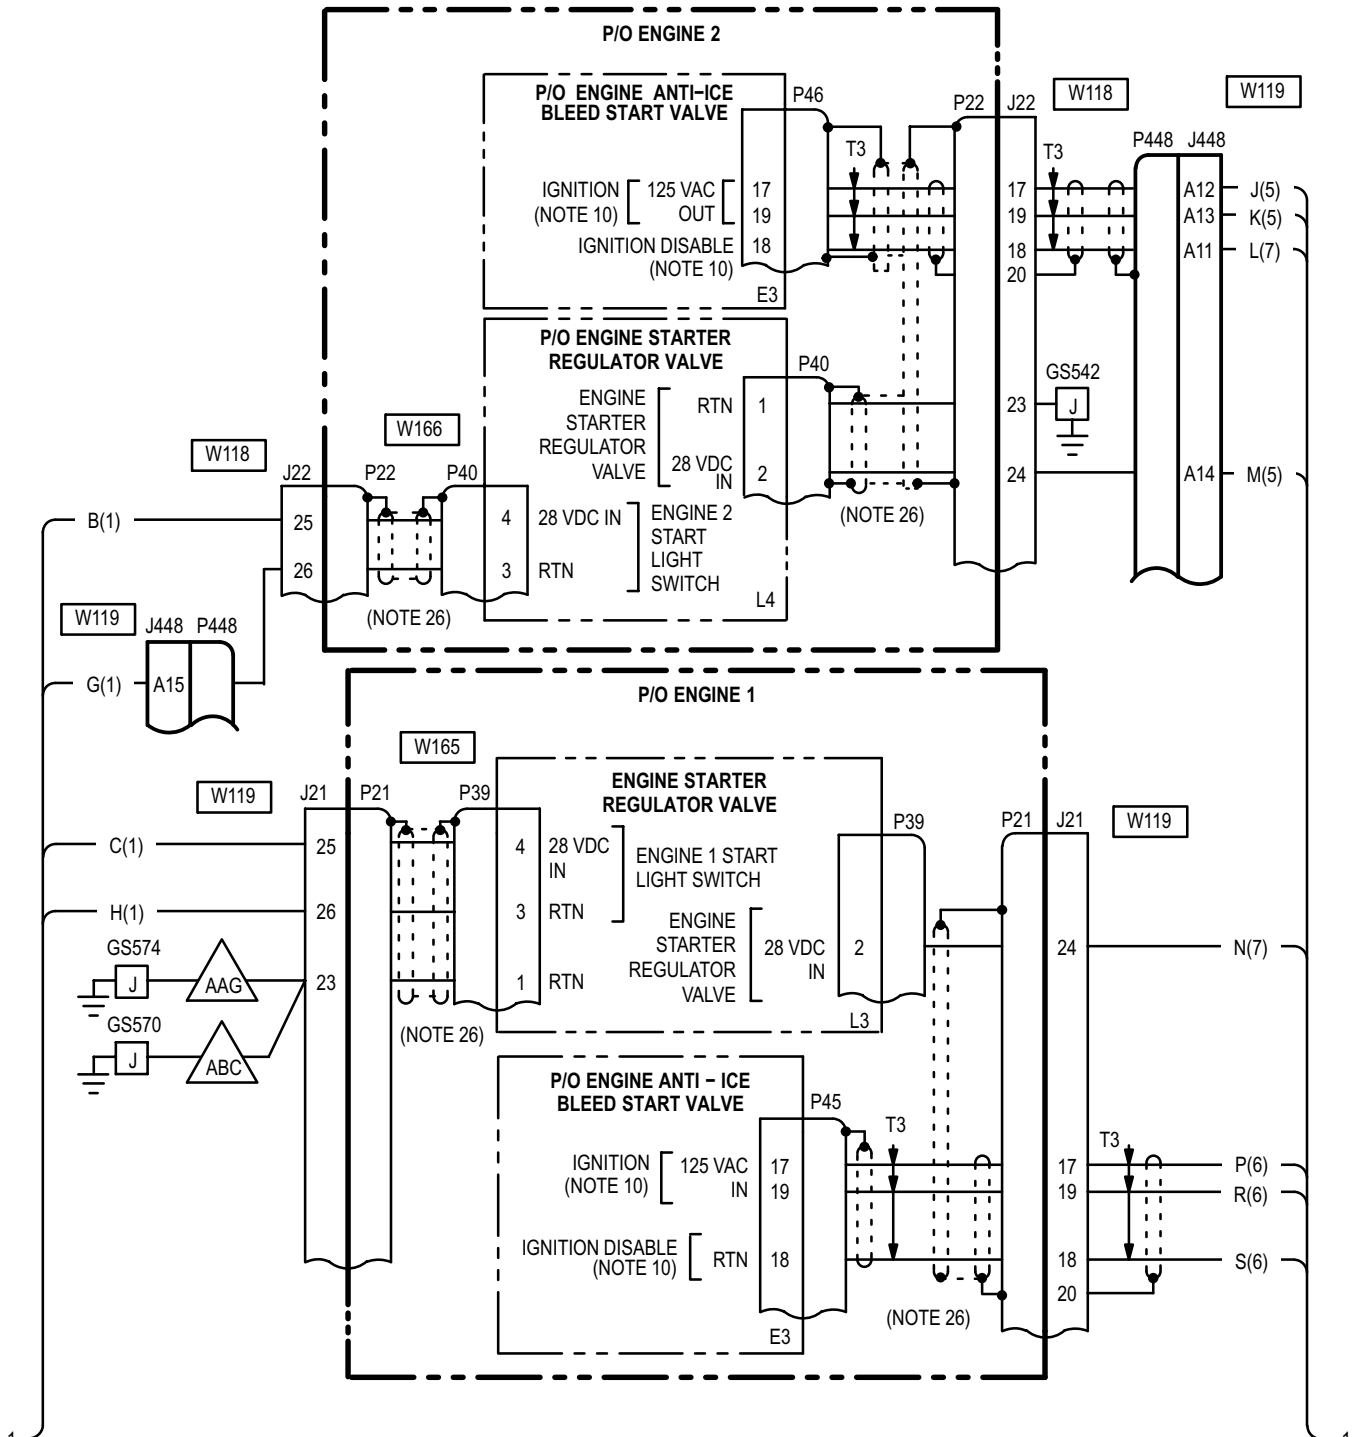 P/O ENGINE 2
P/O ENGINE ANTI−ICE
BLEED START VALVE
P46
P22 J22
W118
W119
P448 J448
T3
T3
IGNITION
(NOTE 10)
125 VAC
OUT
17
19
IGNITION DISABLE
(NOTE 10)
18
E3
17
19
18
20
A12
A13
A11
J(5)
K(5)
L(7)
P/O ENGINE STARTER
REGULATOR VALVE
P40
ENGINE
STARTER
REGULATOR
VALVE
RTN
1
28 VDC
IN
2
(NOTE 26)
23
24
GS542
J
A14
M(5)
W118
W166
J22 P22
P40
B(1)
25
26
4
3
28 VDC IN
RTN
ENGINE 2
START
LIGHT
SWITCH
L4
(NOTE 26)
W119
J448 P448
G(1)
A15
P/O ENGINE 1
W165
W119
J21 P21
P39
ENGINE STARTER
REGULATOR VALVE
P39
P21 J21
W119
C(1)
25
4
28 VDC
IN
ENGINE 1 START
LIGHT SWITCH
H(1)
26
3
RTN
ENGINE
STARTER
REGULATOR
VALVE
28 VDC
IN
2
24
N(7)
GS574
J
AAG
23
1
RTN
L3
(NOTE 26)
GS570
J
ABC
P/O ENGINE ANTI − ICE
BLEED START VALVE
P45
T3
T3
IGNITION
(NOTE 10)
125 VAC
IN
17
19
17
19
P(6)
R(6)
IGNITION DISABLE
(NOTE 10)
RTN
18
18
20
S(6)
(NOTE 26)
E3
1
1